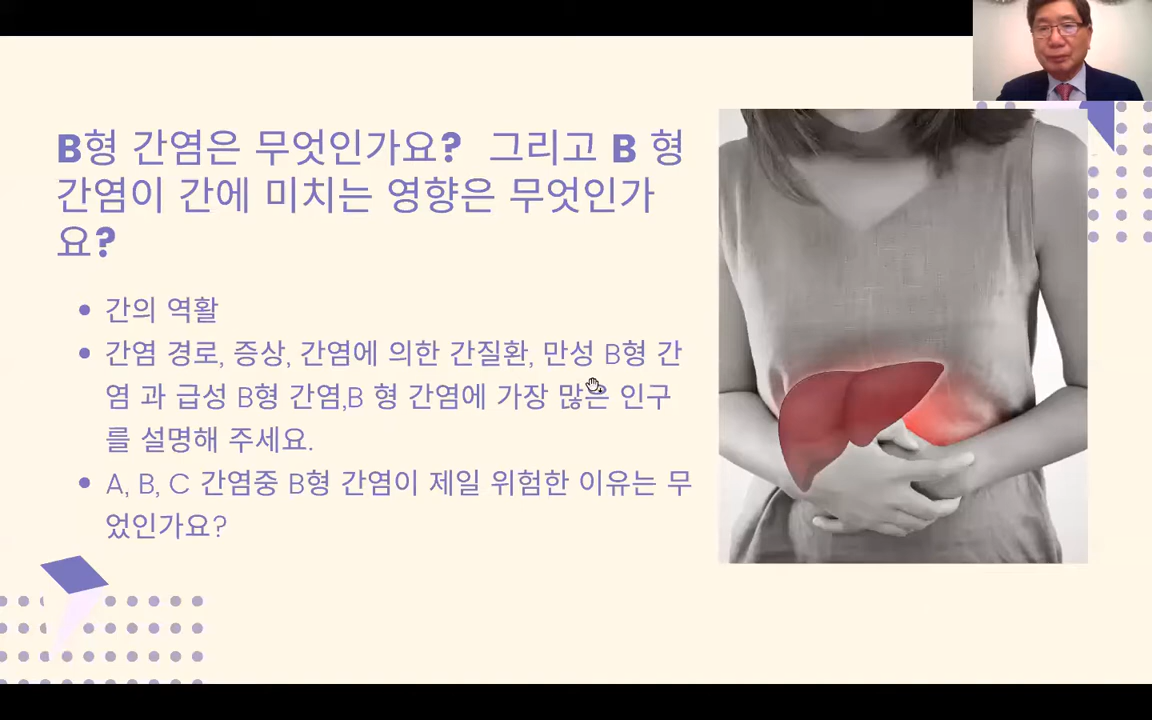 B형 간염은 무엇인가요? 그리고 B 형
간염이 간에 미치는 영향은 무엇인가
요?
간의 역활
간염 경로, 증상, 간염에 의한 간질환, 만성 B형 간
염 과 급성 B형 간염,B 형 간염에 가장 많은 인구
를 설명해 주세요.
A, B, C 간염중 B형 간염이 제일 위험한 이유는 무
었인가요?